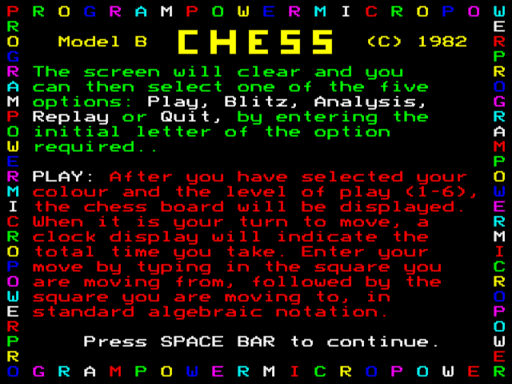 P R O G R A M P O W E R M I C R O P O W
R O G R A M P O W E R M I C R O P O W E R P R
E R P R O G R A M P O W E R M I C R O P O W E
Model B CHESS (C) 1982
The screen will clear and you
can then select one of the five
options: Play, Blitz, Analysis,
Replay or Quit, by entering the
initial letter of the option
required..
PLAY: After you have selected your
colour and the level of play (1-6),
the chess board will be displayed.
When it is your turn to move, a
clock display will indicate the
total time you take. Enter your
move by typing in the square you
are moving from, followed by the
square you are moving to, in
standard algebraic notation.
Press SPACE BAR to continue.
O G R A M P O W E R M I C R O P O W E R